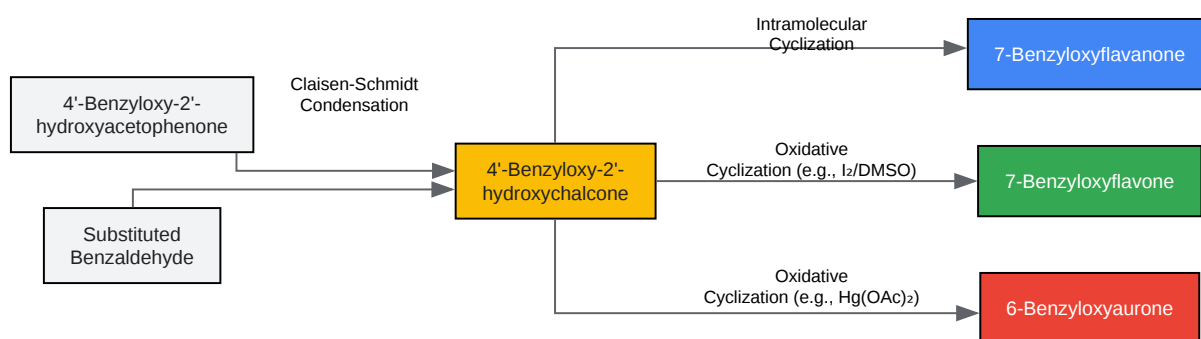 Intramolecular
Cyclization
7-Benzyloxyflavanone
Claisen-Schmidt
Condensation
4'-Benzyloxy-2'-
hydroxyacetophenone
Oxidative
Cyclization (e.g., I₂/DMSO)
4'-Benzyloxy-2'-
hydroxychalcone
7-Benzyloxyflavone
Substituted
Benzaldehyde
Oxidative
Cyclization (e.g., Hg(OAc)₂)
6-Benzyloxyaurone